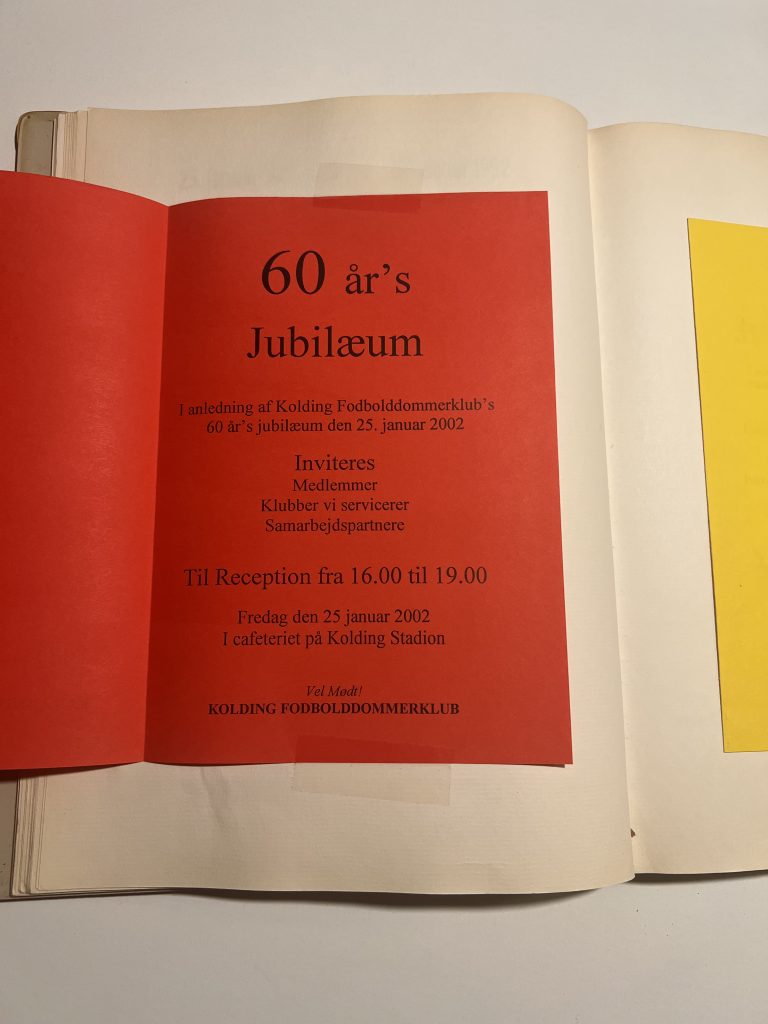 60 år's
Jubilæum
I anledning af Kolding Fodbolddommerklub's
60 år's jubilæum den 25. januar 2002
Inviteres
Medlemmer
Klubber vi servicerer
Samarbejdspartnere
Til Reception fra 16.00 til 19.00
Fredag den 25 januar 2002
I cafeteriet på Kolding Stadion
Vel Mødt!
KOLDING FODBOLDDOMMERKLUB